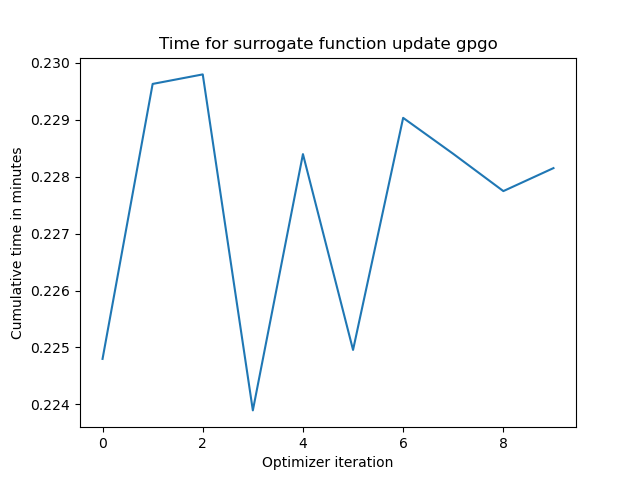 Time for surrogate function update gpgo
0.230
0.229
0.228
0.227
0.226
0.225
0.224
Cumulative time in minutes
0 2 4 6 8
Optimizer iteration